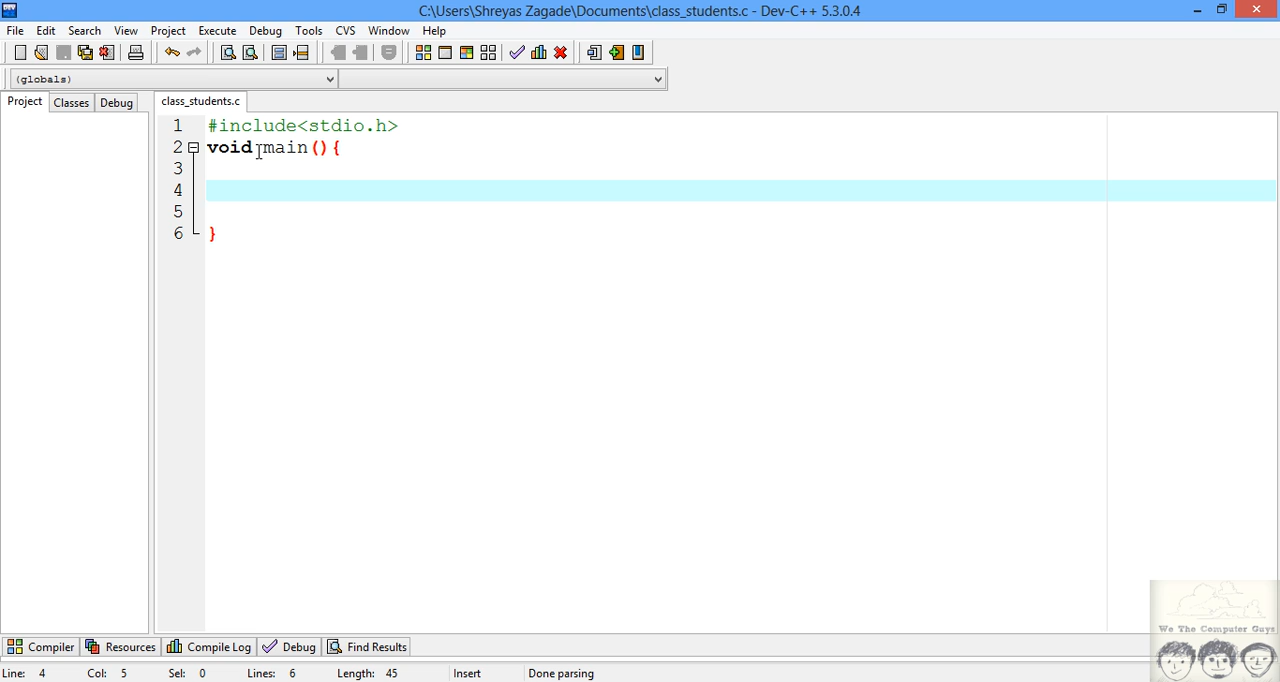 C:\Users\Shreyas Zagade\Documents\class_students.c - Dev-C++ 5.3.0.4
File Edit Search View Project Execute Debug Tools CVS Window Help
(globals)
Project Classes Debug class_students.c
1 #include<stdio.h>
2 void main(){
3
4
5
6 }
We The Computer Guys
Compiler Resources Compile Log Debug Find Results
Line: 4 Col: 5 Sel: 0 Lines: 6 Length: 45 Insert Done parsing